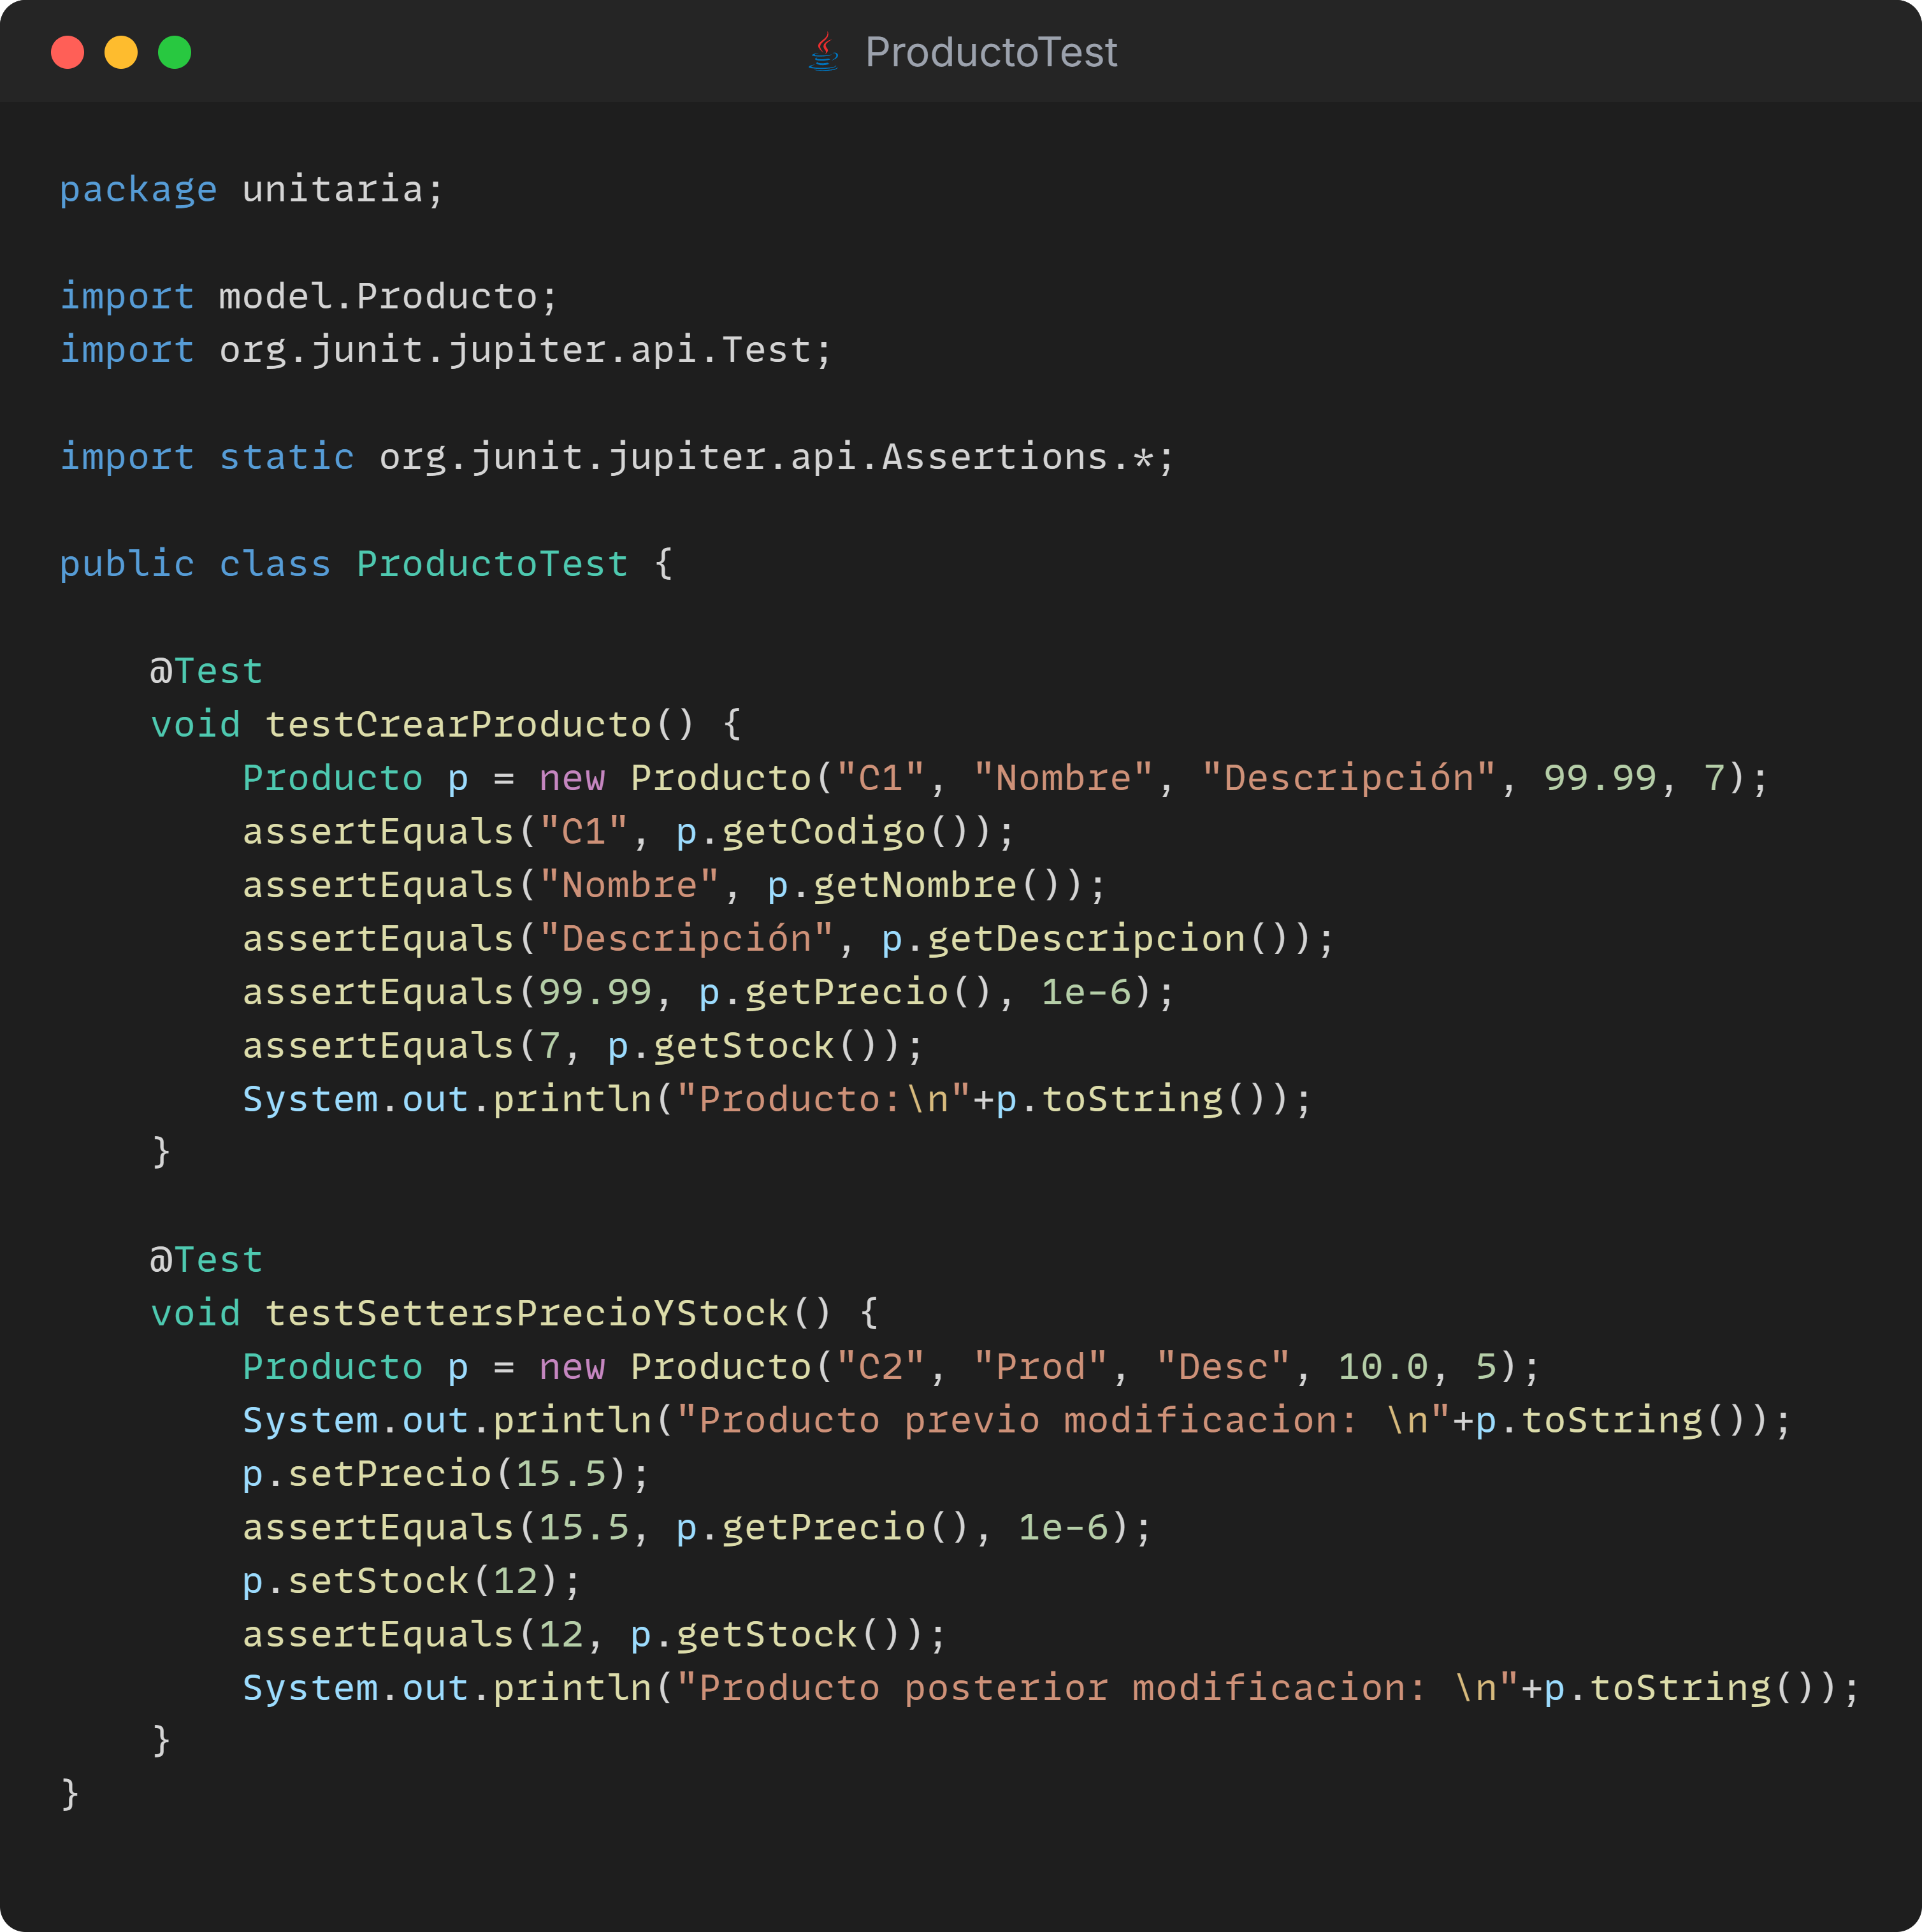 ProductoTest
package unitaria;
import model.Producto;
import org.junit.jupiter.api.Test;
import static org.junit.jupiter.api.Assertions.*;
public class ProductoTest {
    @Test
    void testCrearProducto() {
        Producto p = new Producto("C1", "Nombre", "Descripción", 99.99, 7);
        assertEquals("C1", p.getCodigo());
        assertEquals("Nombre", p.getNombre());
        assertEquals("Descripción", p.getDescripcion());
        assertEquals(99.99, p.getPrecio(), 1e-6);
        assertEquals(7, p.getStock());
        System.out.println("Producto:\n"+p.toString());
    }
    @Test
    void testSettersPrecioYStock() {
        Producto p = new Producto("C2", "Prod", "Desc", 10.0, 5);
        System.out.println("Producto previo modificacion: \n"+p.toString());
        p.setPrecio(15.5);
        assertEquals(15.5, p.getPrecio(), 1e-6);
        p.setStock(12);
        assertEquals(12, p.getStock());
        System.out.println("Producto posterior modificacion: \n"+p.toString());
    }
}